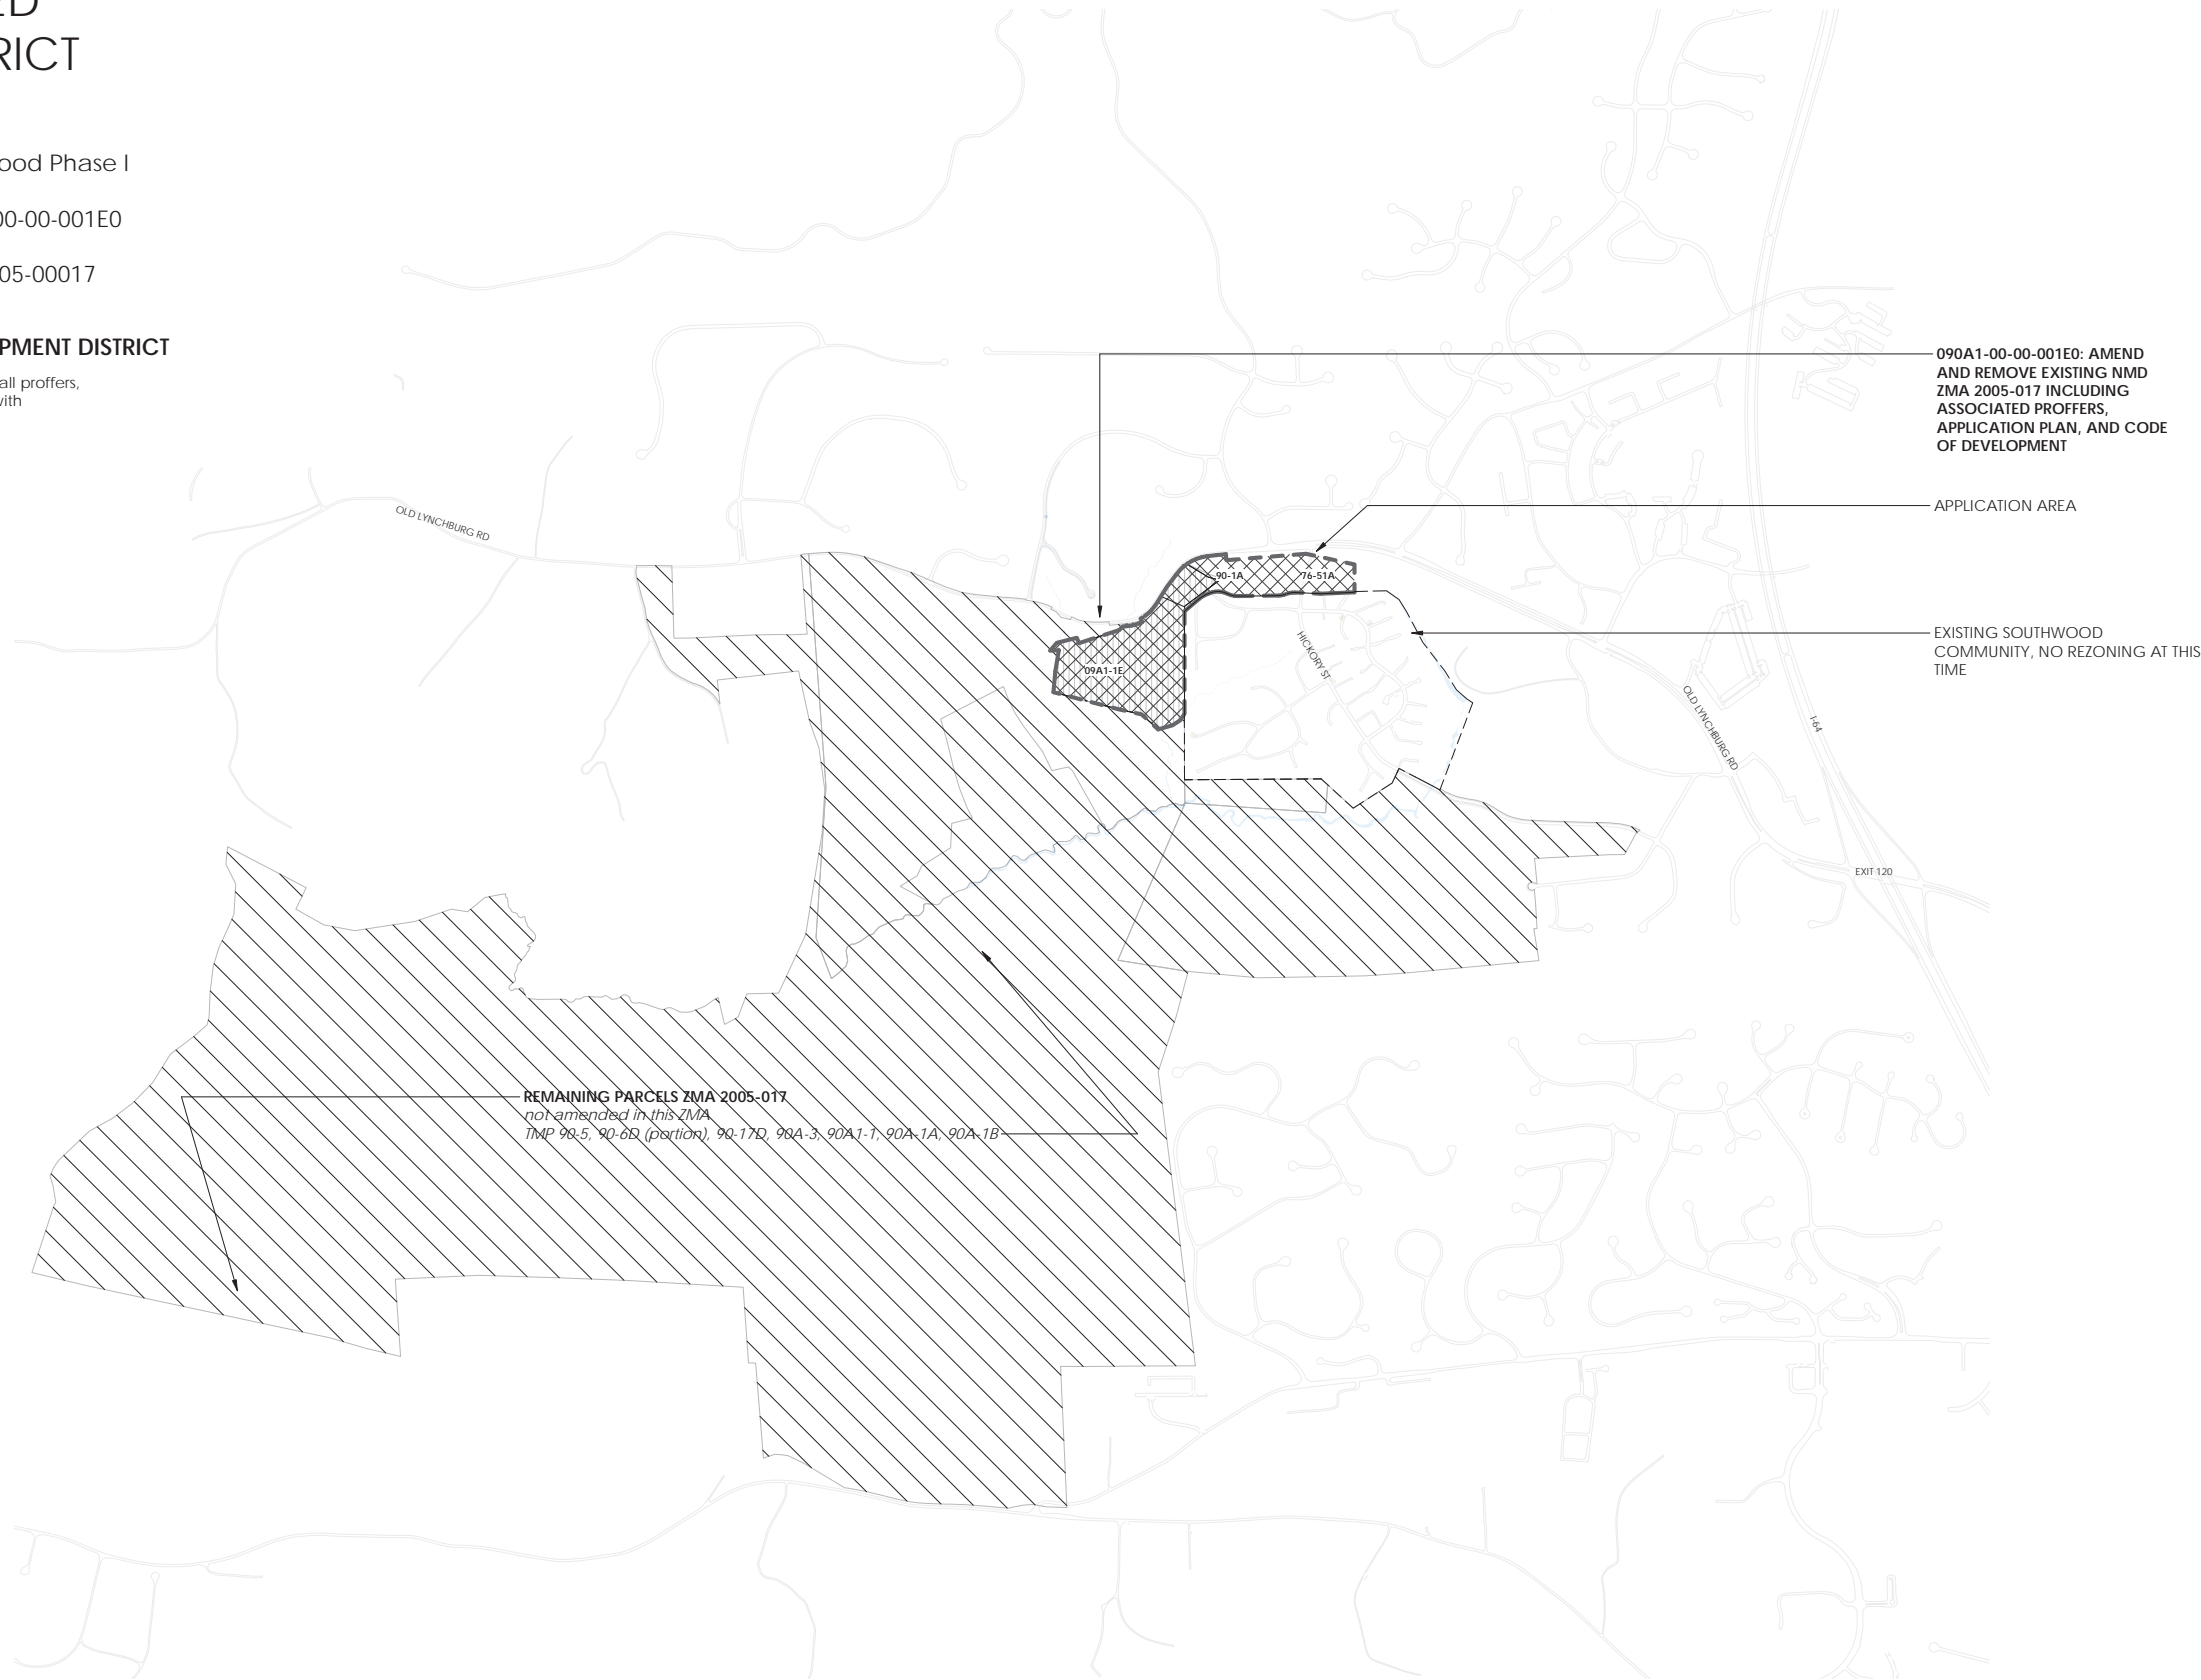 RICT
ood Phase I
00-00-001E0
05-00017
PMENT DISTRICT
all proffers,
with
090A1-00-00-001E0: AMEND
AND REMOVE EXISTING NMD
ZMA 2005-017 INCLUDING
ASSOCIATED PROFFERS,
APPLICATION PLAN, AND CODE
OF DEVELOPMENT
APPLICATION AREA
EXISTING SOUTHWOOD
COMMUNITY, NO REZONING AT THIS
TIME
OLD LYNCHBURG RD
90-1A
76-51A
09A1-1E
HICKORY ST
OLD LYNCHBURG RD
I-64
EXIT 120
REMAINING PARCELS ZMA 2005-017
not amended in this ZMA
TMP 90-5, 90-6D (portion), 90-17D, 90A-3, 90A1-1, 90A-1A, 90A-1B